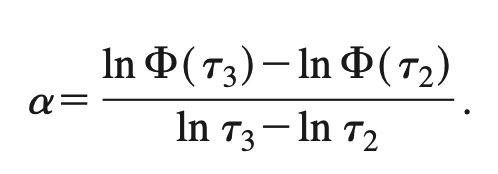 α = (ln Φ(τ₃) − ln Φ(τ₂)) / (ln τ₃ − ln τ₂).